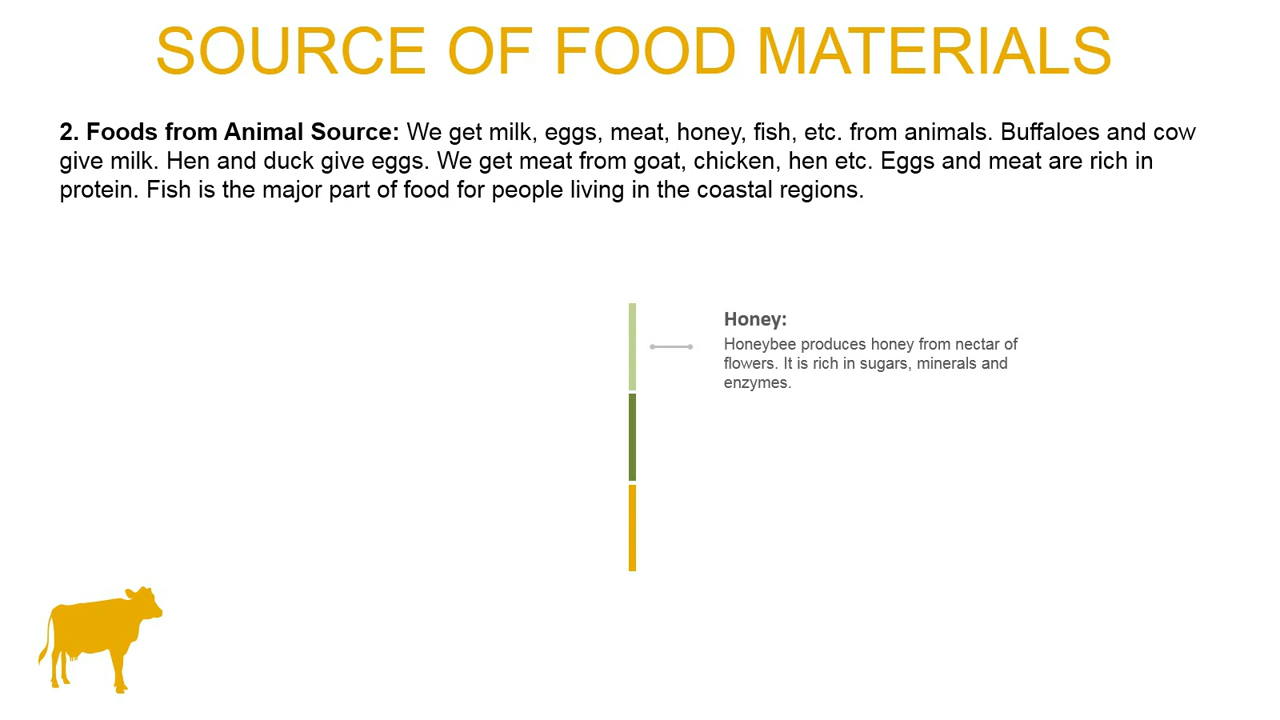 SOURCE OF FOOD MATERIALS
2. Foods from Animal Source: We get milk, eggs, meat, honey, fish, etc. from animals. Buffaloes and cow
give milk. Hen and duck give eggs. We get meat from goat, chicken, hen etc. Eggs and meat are rich in
protein. Fish is the major part of food for people living in the coastal regions.
Honey:
Honeybee produces honey from nectar of
flowers. It is rich in sugars, minerals and
enzymes.